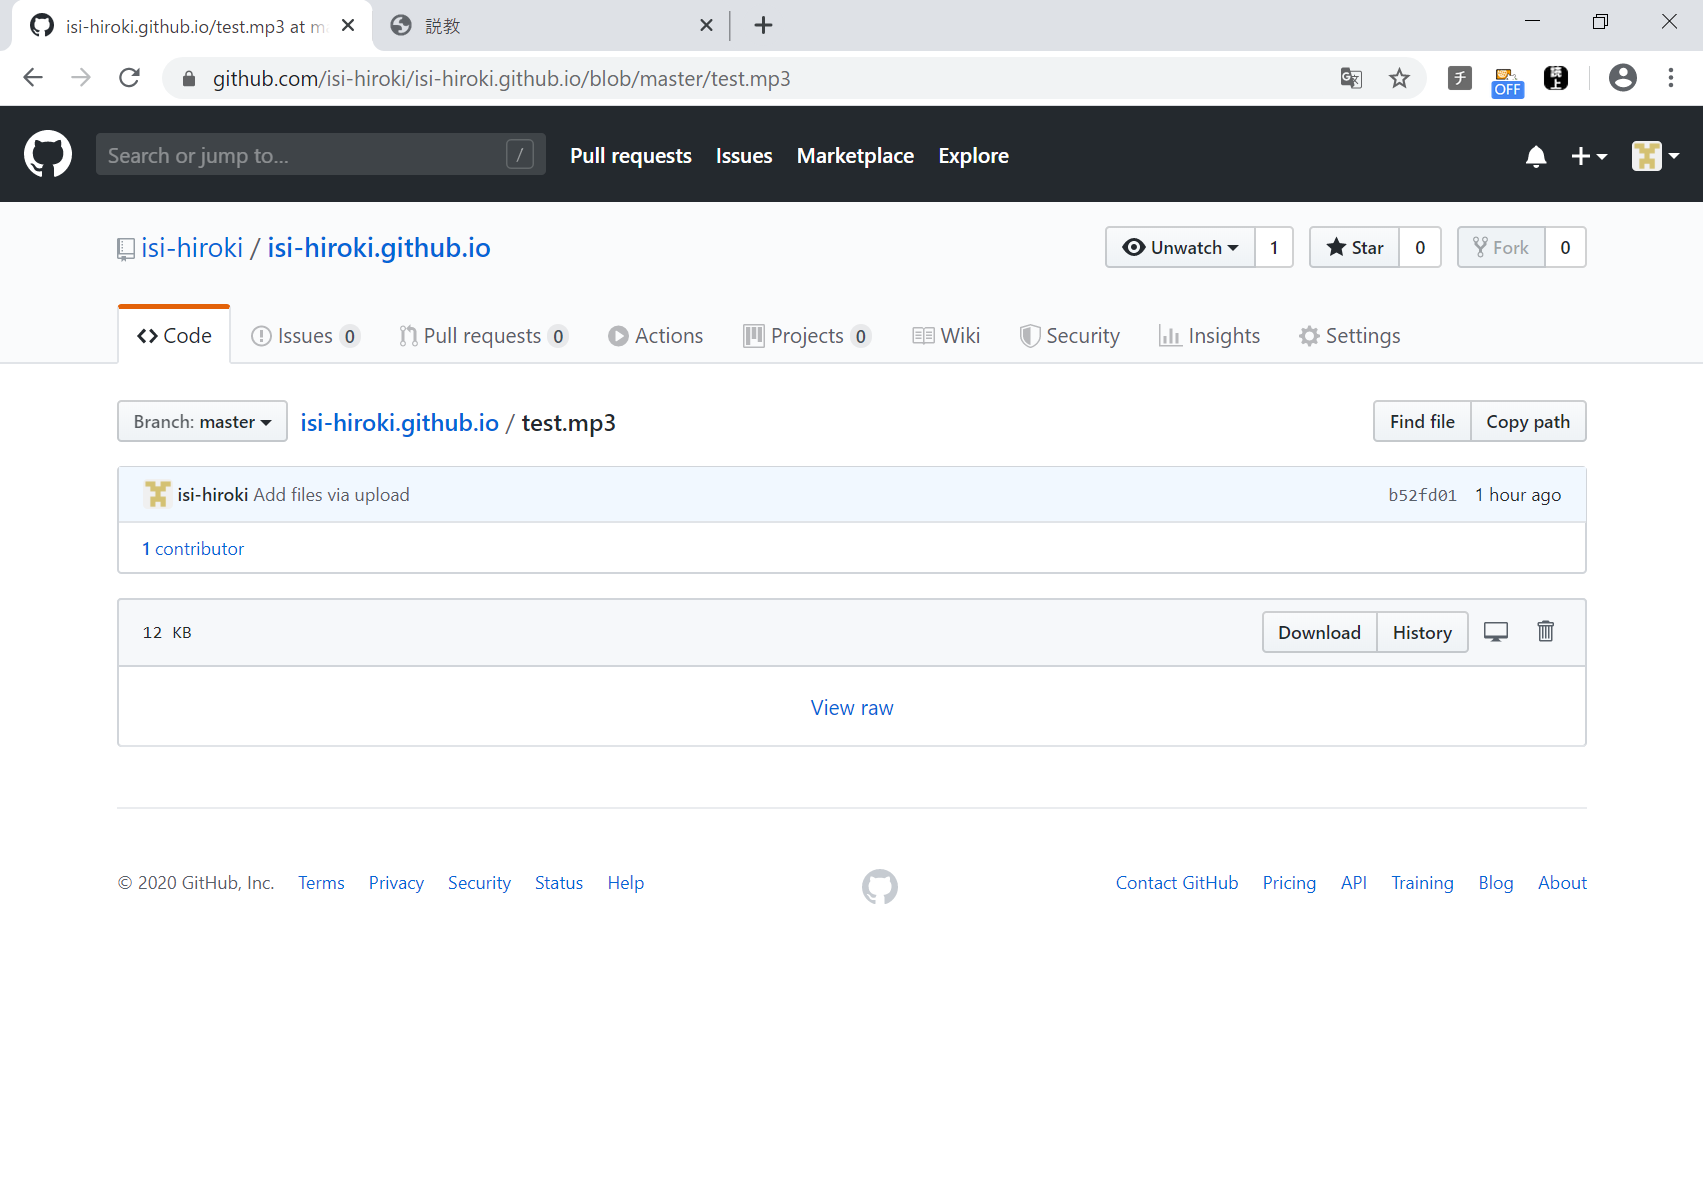 isi-hiroki.github.io/test.mp3 at m
説教
github.com/isi-hiroki/isi-hiroki.github.io/blob/master/test.mp3
チ
OFF
読上
Search or jump to...
/
Pull requests
Issues
Marketplace
Explore
isi-hiroki / isi-hiroki.github.io
Unwatch 1
Star 0
Fork 0
Code
Issues 0
Pull requests 0
Actions
Projects 0
Wiki
Security
Insights
Settings
Branch: master
isi-hiroki.github.io / test.mp3
Find file
Copy path
isi-hiroki Add files via upload
b52fd01 1 hour ago
1 contributor
12 KB
Download
History
View raw
© 2020 GitHub, Inc.
Terms
Privacy
Security
Status
Help
Contact GitHub
Pricing
API
Training
Blog
About